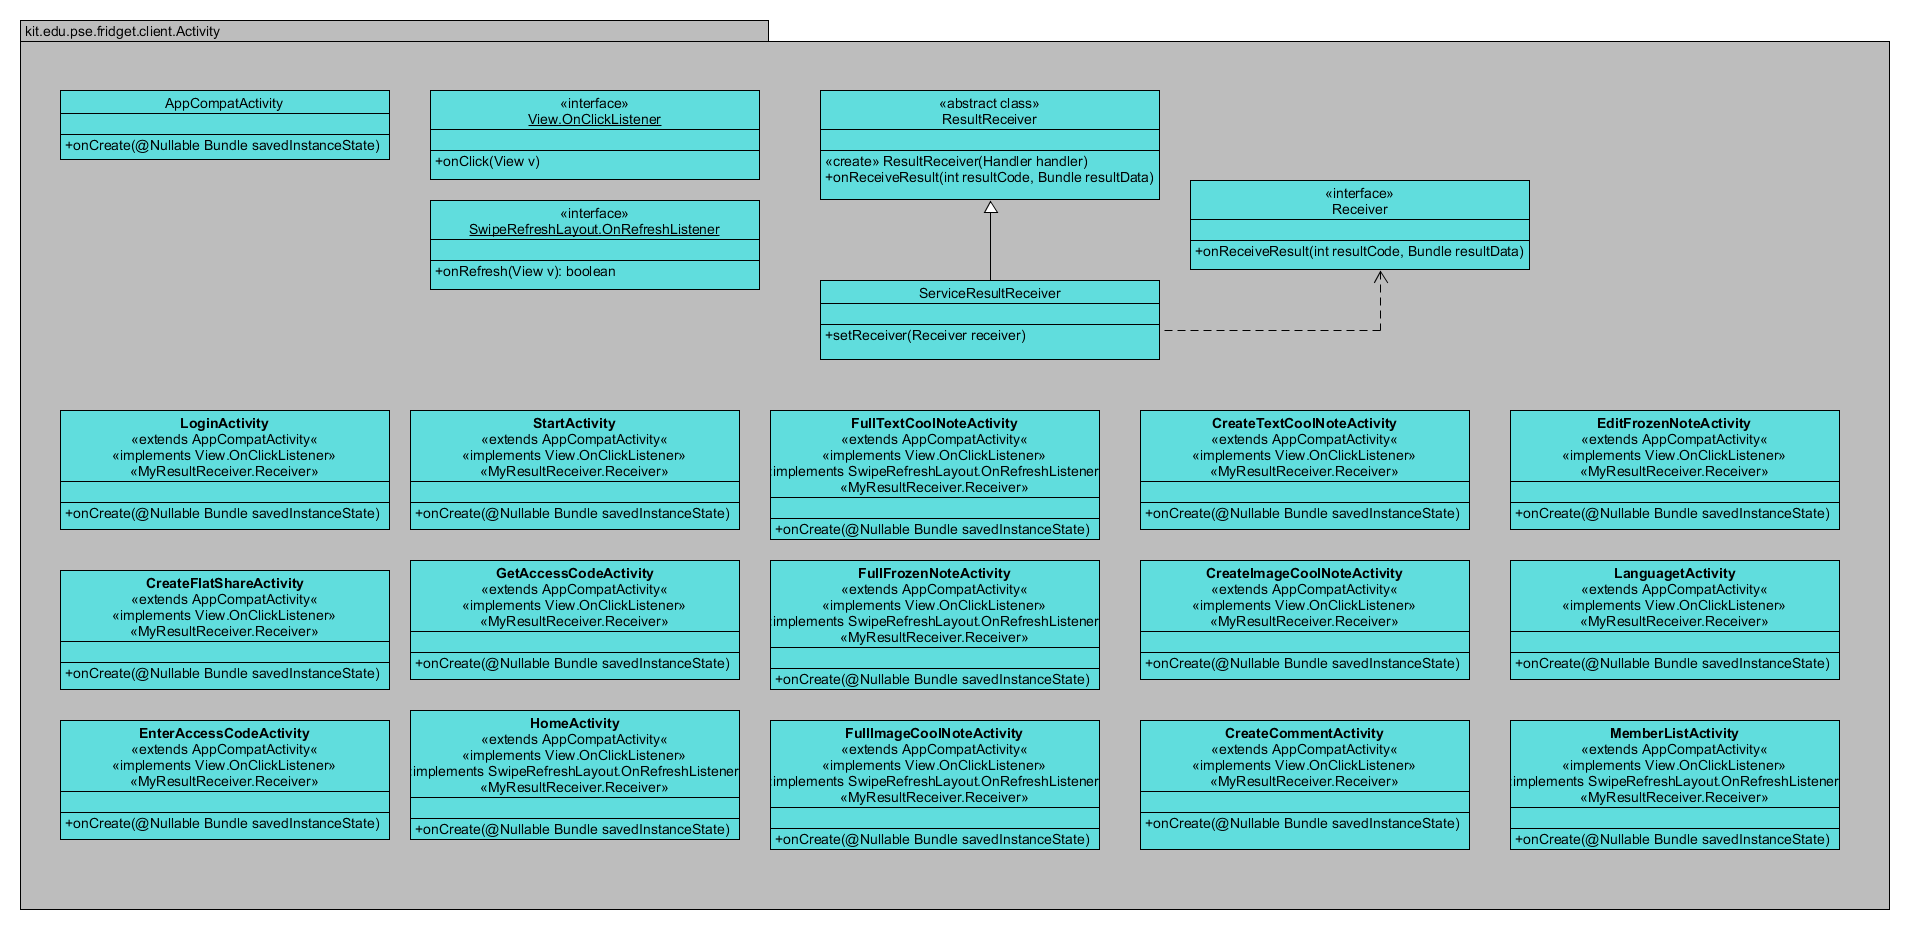 kit.edu.pse.fridget.client.Activity
AppCompatActivity
+onCreate(@Nullable Bundle savedInstanceState)
«interface»
View.OnClickListener
+onClick(View v)
«interface»
SwipeRefreshLayout.OnRefreshListener
+onRefresh(View v): boolean
«abstract class»
ResultReceiver
«create» ResultReceiver(Handler handler)
+onReceiveResult(int resultCode, Bundle resultData)
«interface»
Receiver
+onReceiveResult(int resultCode, Bundle resultData)
ServiceResultReceiver
+setReceiver(Receiver receiver)
LoginActivity
«extends AppCompatActivity«
«implements View.OnClickListener»
«MyResultReceiver.Receiver»
+onCreate(@Nullable Bundle savedInstanceState)
StartActivity
«extends AppCompatActivity«
«implements View.OnClickListener»
«MyResultReceiver.Receiver»
+onCreate(@Nullable Bundle savedInstanceState)
FullTextCoolNoteActivity
«extends AppCompatActivity«
«implements View.OnClickListener»
implements SwipeRefreshLayout.OnRefreshListener
«MyResultReceiver.Receiver»
+onCreate(@Nullable Bundle savedInstanceState)
CreateTextCoolNoteActivity
«extends AppCompatActivity«
«implements View.OnClickListener»
«MyResultReceiver.Receiver»
+onCreate(@Nullable Bundle savedInstanceState)
EditFrozenNoteActivity
«extends AppCompatActivity«
«implements View.OnClickListener»
«MyResultReceiver.Receiver»
+onCreate(@Nullable Bundle savedInstanceState)
CreateFlatShareActivity
«extends AppCompatActivity«
«implements View.OnClickListener»
«MyResultReceiver.Receiver»
+onCreate(@Nullable Bundle savedInstanceState)
GetAccessCodeActivity
«extends AppCompatActivity«
«implements View.OnClickListener»
«MyResultReceiver.Receiver»
+onCreate(@Nullable Bundle savedInstanceState)
FullFrozenNoteActivity
«extends AppCompatActivity«
«implements View.OnClickListener»
implements SwipeRefreshLayout.OnRefreshListener
«MyResultReceiver.Receiver»
+onCreate(@Nullable Bundle savedInstanceState)
CreateImageCoolNoteActivity
«extends AppCompatActivity«
«implements View.OnClickListener»
«MyResultReceiver.Receiver»
+onCreate(@Nullable Bundle savedInstanceState)
LanguagetActivity
«extends AppCompatActivity«
«implements View.OnClickListener»
«MyResultReceiver.Receiver»
+onCreate(@Nullable Bundle savedInstanceState)
EnterAccessCodeActivity
«extends AppCompatActivity«
«implements View.OnClickListener»
«MyResultReceiver.Receiver»
+onCreate(@Nullable Bundle savedInstanceState)
HomeActivity
«extends AppCompatActivity«
«implements View.OnClickListener»
implements SwipeRefreshLayout.OnRefreshListener
«MyResultReceiver.Receiver»
+onCreate(@Nullable Bundle savedInstanceState)
FullImageCoolNoteActivity
«extends AppCompatActivity«
«implements View.OnClickListener»
implements SwipeRefreshLayout.OnRefreshListener
«MyResultReceiver.Receiver»
+onCreate(@Nullable Bundle savedInstanceState)
CreateCommentActivity
«extends AppCompatActivity«
«implements View.OnClickListener»
«MyResultReceiver.Receiver»
+onCreate(@Nullable Bundle savedInstanceState)
MemberListActivity
«extends AppCompatActivity«
«implements View.OnClickListener»
implements SwipeRefreshLayout.OnRefreshListener
«MyResultReceiver.Receiver»
+onCreate(@Nullable Bundle savedInstanceState)